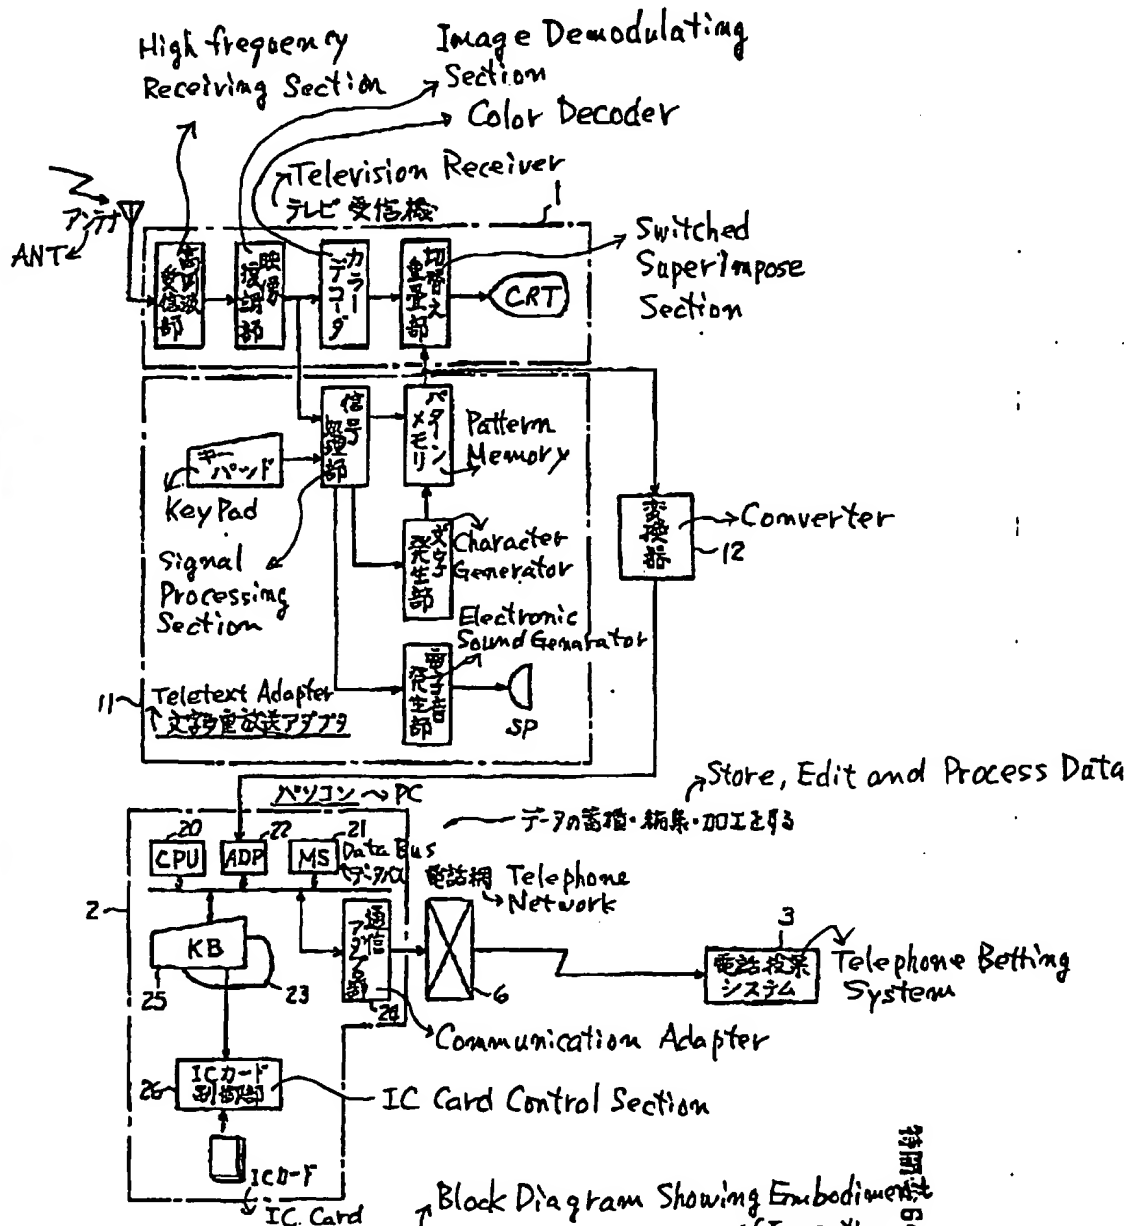 High frequency
Receiving Section
Image Demodulating
Section
Color Decoder
Television Receiver
テレビ受信機
1
アンテナ
ANT
高周波
受信部
映像
復調部
カラー
デコーダ
切替え
重畳部
CRT
Switched
SuperImpose
Section
信号
処理部
パターン
メモリ
Pattern
Memory
キー
パッド
KeyPad
Signal
Processing
Section
文字
発生部
Character
Generator
変換器
Converter
12
Electronic
Sound Genarator
電子音
発生部
SP
11
Teletext Adapter
文字多重放送アダプタ
パソコン
PC
Store, Edit and Process Data
データの蓄積・編集・加工をする
20
22
21
CPU
ADP
MS
Data Bus
データバス
電話網
Telephone
Network
2
KB
25
23
通信
アダプタ部
24
6
3
電話投票
システム
Telephone Betting
System
Communication Adapter
26
ICカード
制御部
IC Card Control Section
ICカード
IC. Card
Block Diagram Showing Embodiment